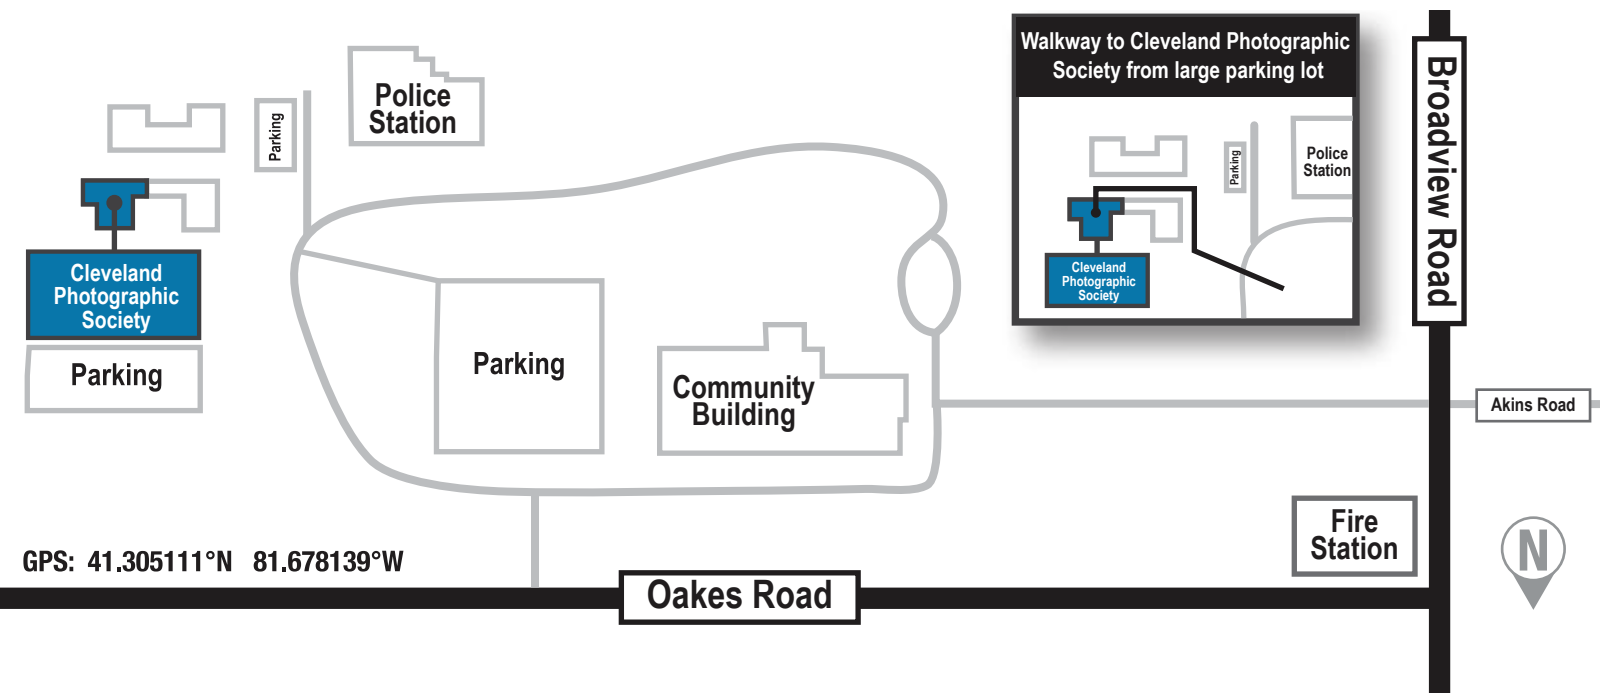 Walkway to Cleveland Photographic
Society from large parking lot
Parking
Police
Station
Cleveland
Photographic
Society
Broadview Road
Police
Station
Parking
Cleveland
Photographic
Society
Parking
Parking
Community
Building
Akins Road
Fire
Station
N
GPS: 41.305111°N 81.678139°W
Oakes Road